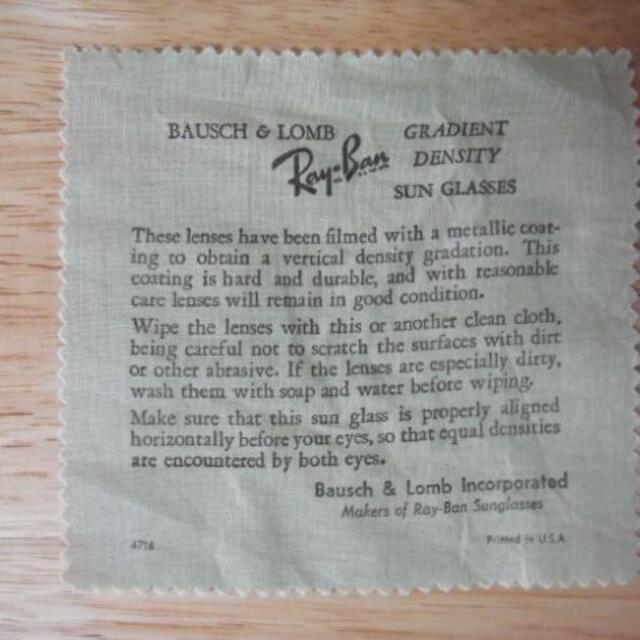 BAUSCH & LOMB GRADIENT
Ray-Ban DENSITY
SUN GLASSES
These lenses have been filmed with a metallic coat-
ing to obtain a vertical density gradation. This
coating is hard and durable, and with reasonable
care lenses will remain in good condition.
Wipe the lenses with this or another clean cloth,
being careful not to scratch the surfaces with dirt
or other abrasive. If the lenses are especially dirty,
wash them with soap and water before wiping.
Make sure that this sun glass is properly aligned
horizontally before your eyes, so that equal densities
are encountered by both eyes.
Bausch & Lomb Incorporated
Makers of Ray-Ban Sunglasses
4716 Printed in U.S.A